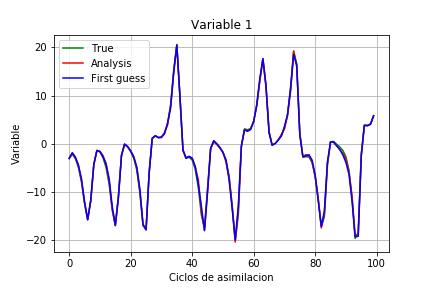 Variable 1
True
Analysis
First guess
Variable
20
10
0
−10
−20
0 20 40 60 80 100
Ciclos de asimilacion